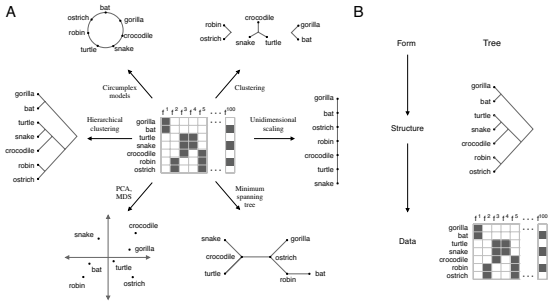 A
B
bat
ostrich
gorilla
robin
crocodile
turtle
snake
robin
ostrich
crocodile
snake
turtle
gorilla
bat
Circumplex
models
Clustering
gorilla
bat
turtle
snake
crocodile
robin
ostrich
Hierarchical
clustering
f1 f2 f3 f4 f5 ... f100
gorilla
bat
turtle
snake
crocodile
robin
ostrich
...
Unidimensional
scaling
gorilla
bat
ostrich
robin
crocodile
turtle
snake
PCA,
MDS
Minimum
spanning
tree
crocodile
snake
gorilla
bat
turtle
robin
ostrich
snake
gorilla
crocodile
ostrich
turtle
robin
bat
Form
Tree
Structure
gorilla
bat
turtle
snake
crocodile
robin
ostrich
Data
f1 f2 f3 f4 f5 ... f100
gorilla
bat
turtle
snake
crocodile
robin
ostrich
...